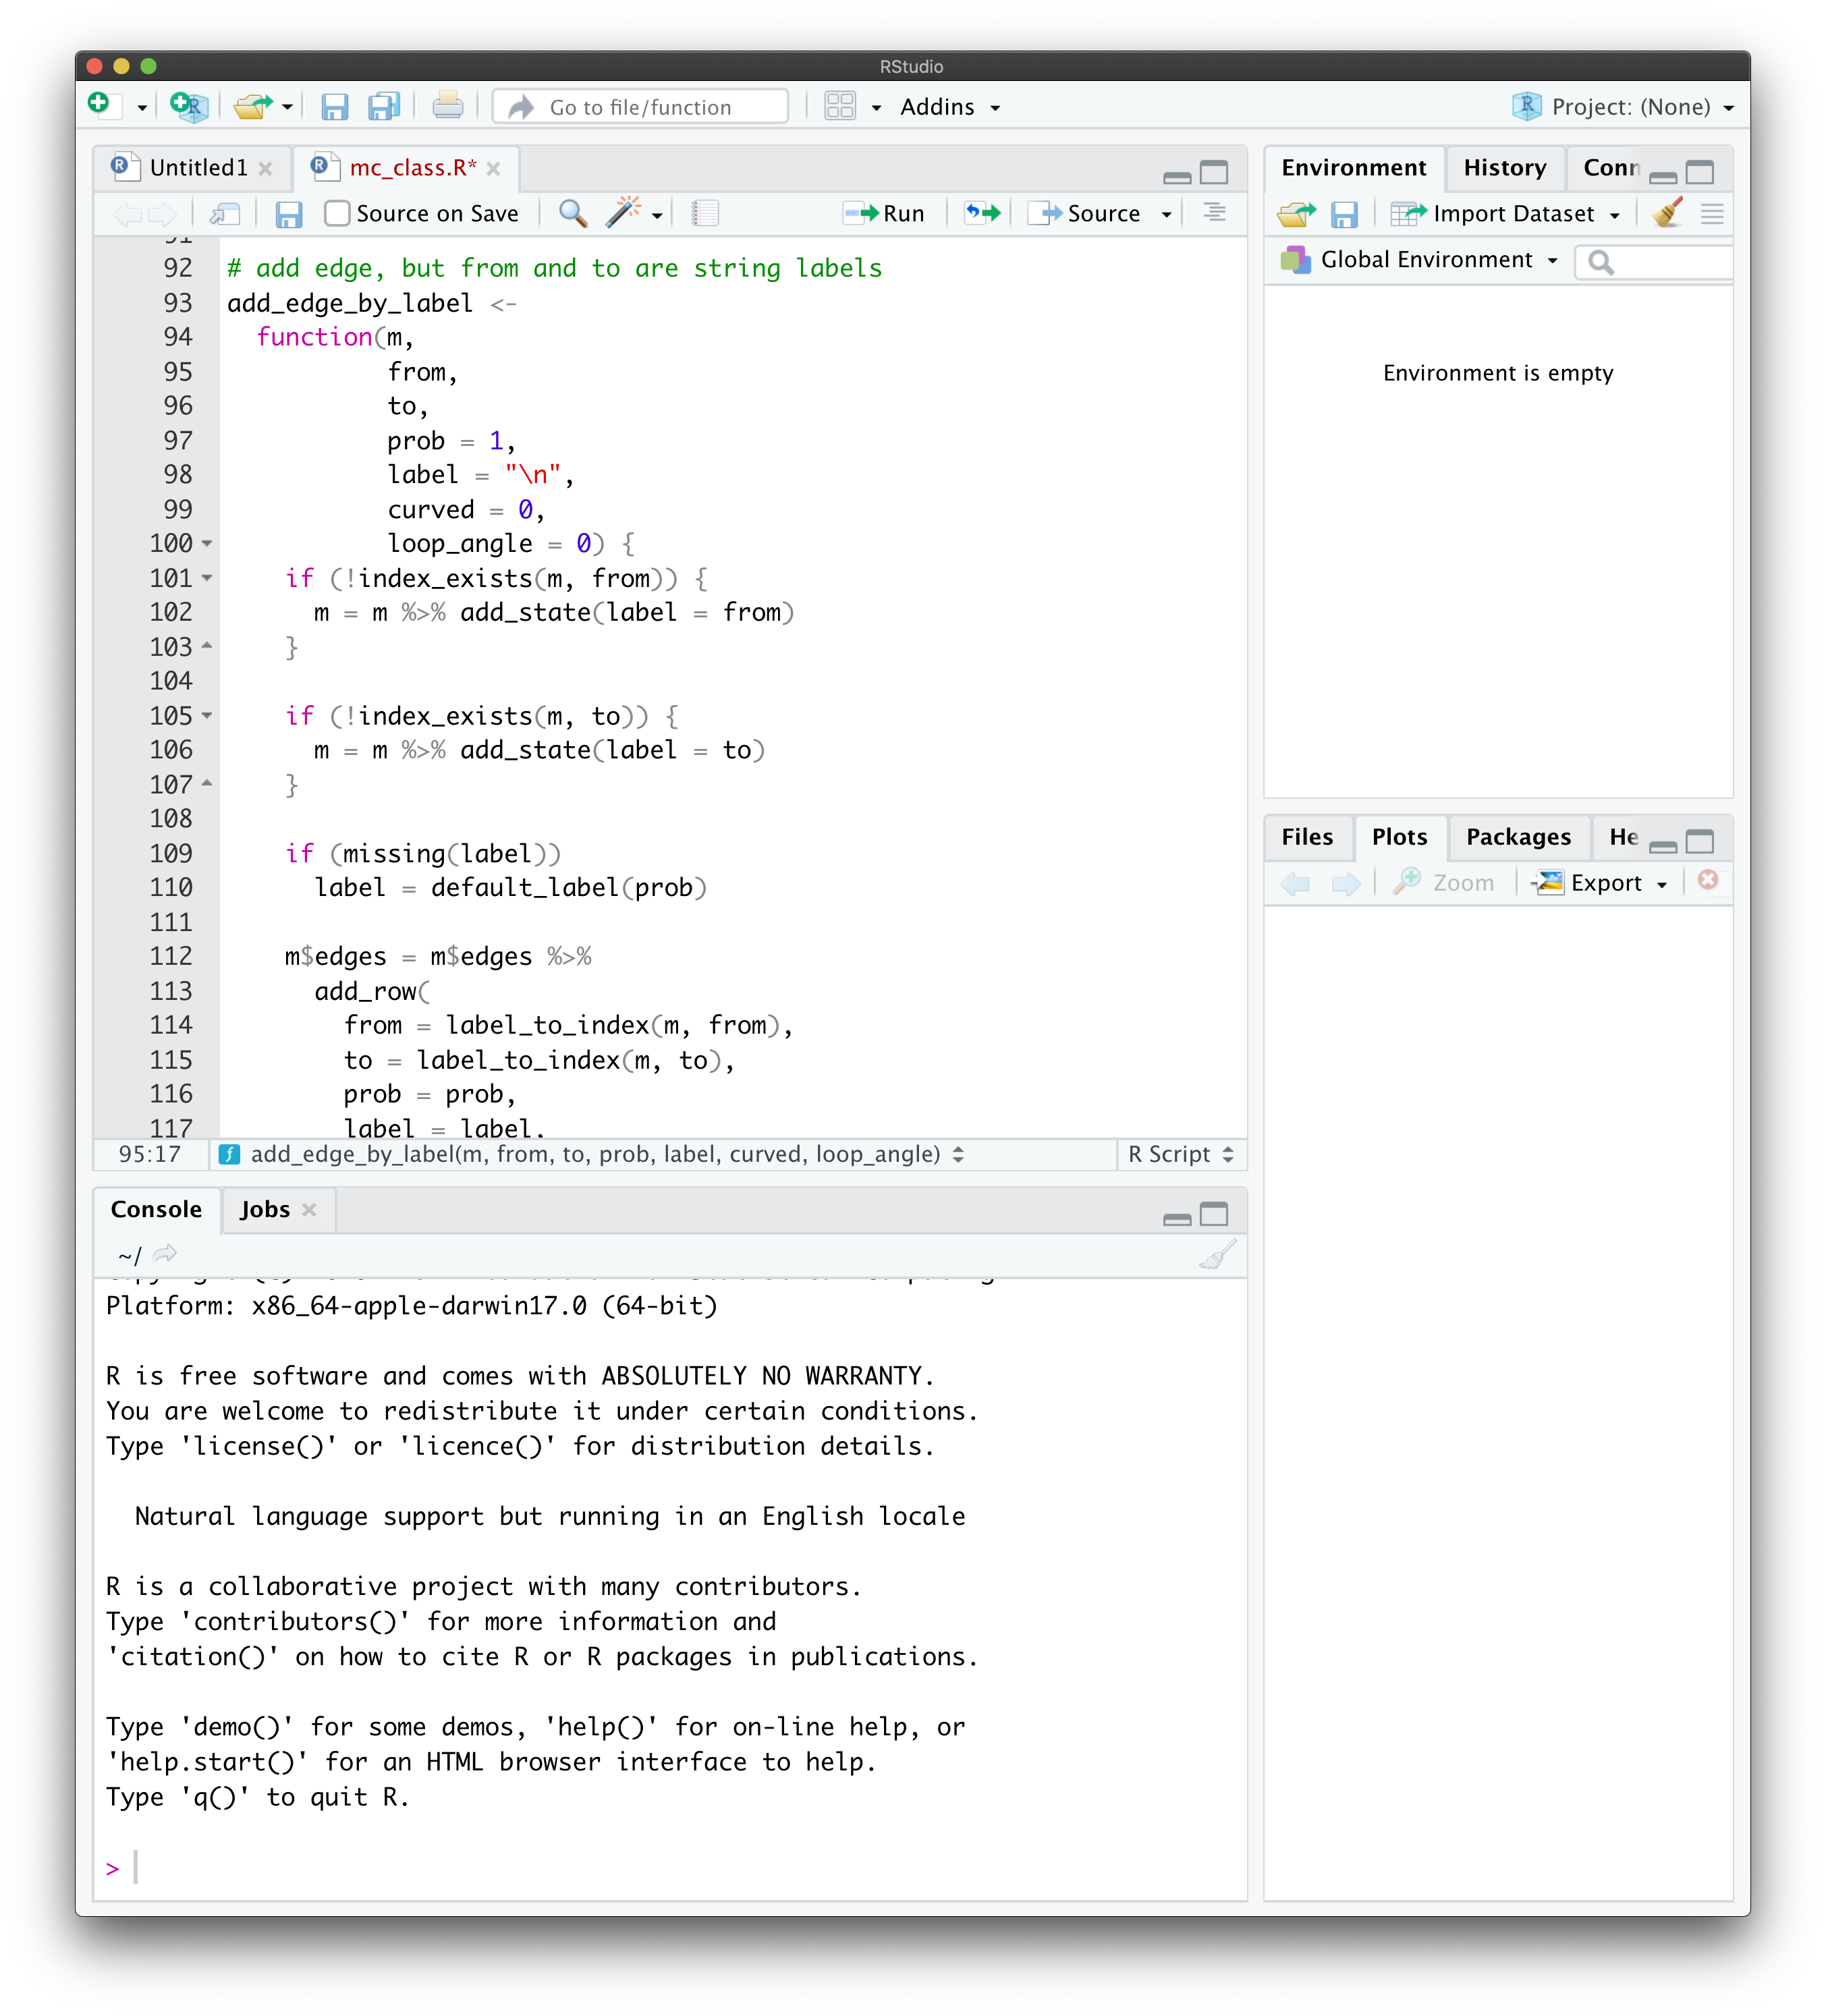 RStudio
Go to file/function
Addins
Project: (None)
Untitled1
mc_class.R*
Source on Save
Run
Source
91
92 # add edge, but from and to are string labels
93 add_edge_by_label <-
94 function(m,
95 from,
96 to,
97 prob = 1,
98 label = "\n",
99 curved = 0,
100 loop_angle = 0) {
101 if (!index_exists(m, from)) {
102 m = m %>% add_state(label = from)
103 }
104
105 if (!index_exists(m, to)) {
106 m = m %>% add_state(label = to)
107 }
108
109 if (missing(label))
110 label = default_label(prob)
111
112 m$edges = m$edges %>%
113 add_row(
114 from = label_to_index(m, from),
115 to = label_to_index(m, to),
116 prob = prob,
117 label = label,
95:17 add_edge_by_label(m, from, to, prob, label, curved, loop_angle) R Script
Console Jobs
~/
Platform: x86_64-apple-darwin17.0 (64-bit)
R is free software and comes with ABSOLUTELY NO WARRANTY.
You are welcome to redistribute it under certain conditions.
Type 'license()' or 'licence()' for distribution details.
Natural language support but running in an English locale
R is a collaborative project with many contributors.
Type 'contributors()' for more information and
'citation()' on how to cite R or R packages in publications.
Type 'demo()' for some demos, 'help()' for on-line help, or
'help.start()' for an HTML browser interface to help.
Type 'q()' to quit R.
>
Environment History Conn
Import Dataset
Global Environment
Environment is empty
Files Plots Packages He
Zoom Export